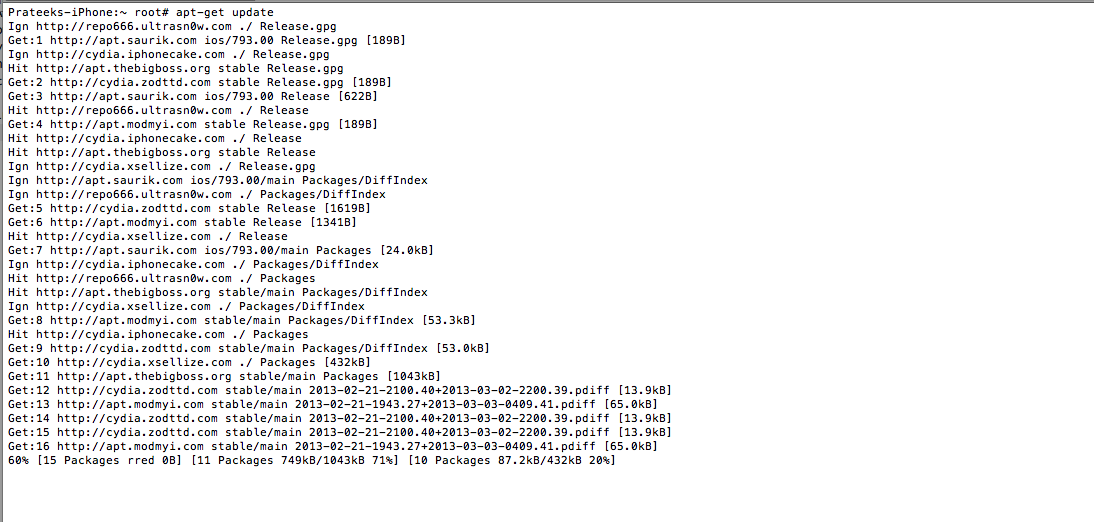 Prateeks-iPhone:~ root# apt-get update
Ign http://repo666.ultrasn0w.com ./ Release.gpg
Get:1 http://apt.saurik.com ios/793.00 Release.gpg [189B]
Ign http://cydia.iphonecake.com ./ Release.gpg
Hit http://apt.thebigboss.org stable Release.gpg
Get:2 http://cydia.zodttd.com stable Release.gpg [189B]
Get:3 http://apt.saurik.com ios/793.00 Release [622B]
Hit http://repo666.ultrasn0w.com ./ Release
Get:4 http://apt.modmyi.com stable Release.gpg [189B]
Hit http://cydia.iphonecake.com ./ Release
Hit http://apt.thebigboss.org stable Release
Ign http://cydia.xsellize.com ./ Release.gpg
Ign http://apt.saurik.com ios/793.00/main Packages/DiffIndex
Ign http://repo666.ultrasn0w.com ./ Packages/DiffIndex
Get:5 http://cydia.zodttd.com stable Release [1619B]
Get:6 http://apt.modmyi.com stable Release [1341B]
Hit http://cydia.xsellize.com ./ Release
Get:7 http://apt.saurik.com ios/793.00/main Packages [24.0kB]
Ign http://cydia.iphonecake.com ./ Packages/DiffIndex
Hit http://repo666.ultrasn0w.com ./ Packages
Hit http://apt.thebigboss.org stable/main Packages/DiffIndex
Ign http://cydia.xsellize.com ./ Packages/DiffIndex
Get:8 http://apt.modmyi.com stable/main Packages/DiffIndex [53.3kB]
Hit http://cydia.iphonecake.com ./ Packages
Get:9 http://cydia.zodttd.com stable/main Packages/DiffIndex [53.0kB]
Get:10 http://cydia.xsellize.com ./ Packages [432kB]
Get:11 http://apt.thebigboss.org stable/main Packages [1043kB]
Get:12 http://cydia.zodttd.com stable/main 2013-02-21-2100.40+2013-03-02-2200.39.pdiff [13.9kB]
Get:13 http://apt.modmyi.com stable/main 2013-02-21-1943.27+2013-03-03-0409.41.pdiff [65.0kB]
Get:14 http://cydia.zodttd.com stable/main 2013-02-21-2100.40+2013-03-02-2200.39.pdiff [13.9kB]
Get:15 http://cydia.zodttd.com stable/main 2013-02-21-2100.40+2013-03-02-2200.39.pdiff [13.9kB]
Get:16 http://apt.modmyi.com stable/main 2013-02-21-1943.27+2013-03-03-0409.41.pdiff [65.0kB]
60% [15 Packages rred 0B] [11 Packages 749kB/1043kB 71%] [10 Packages 87.2kB/432kB 20%]